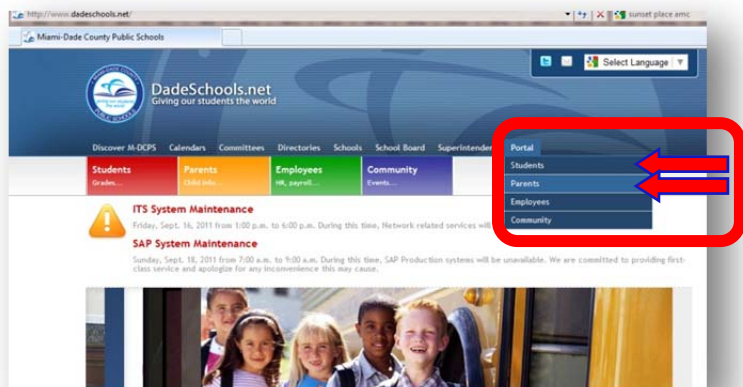 http://www.dadeschools.net/
sunset place amc
Miami-Dade County Public Schools
Select Language
DadeSchools.net
Giving our students the world
Discover M-DCPS Calendars Committees Directories Schools School Board Superintenden Portal
Students
Parents
Employees
Community
Students
Grades...
Parents
Child info...
Employees
HR, payroll...
Community
Events...
ITS System Maintenance
Friday, Sept. 16, 2011 from 1:00 p.m. to 6:00 p.m. During this time, Network related services will
SAP System Maintenance
Sunday, Sept. 18, 2011 from 7:00 a.m. to 9:00 a.m. During this time, SAP Production systems will be unavailable. We are committed to providing first-
class service and apologize for any inconvenience this may cause.